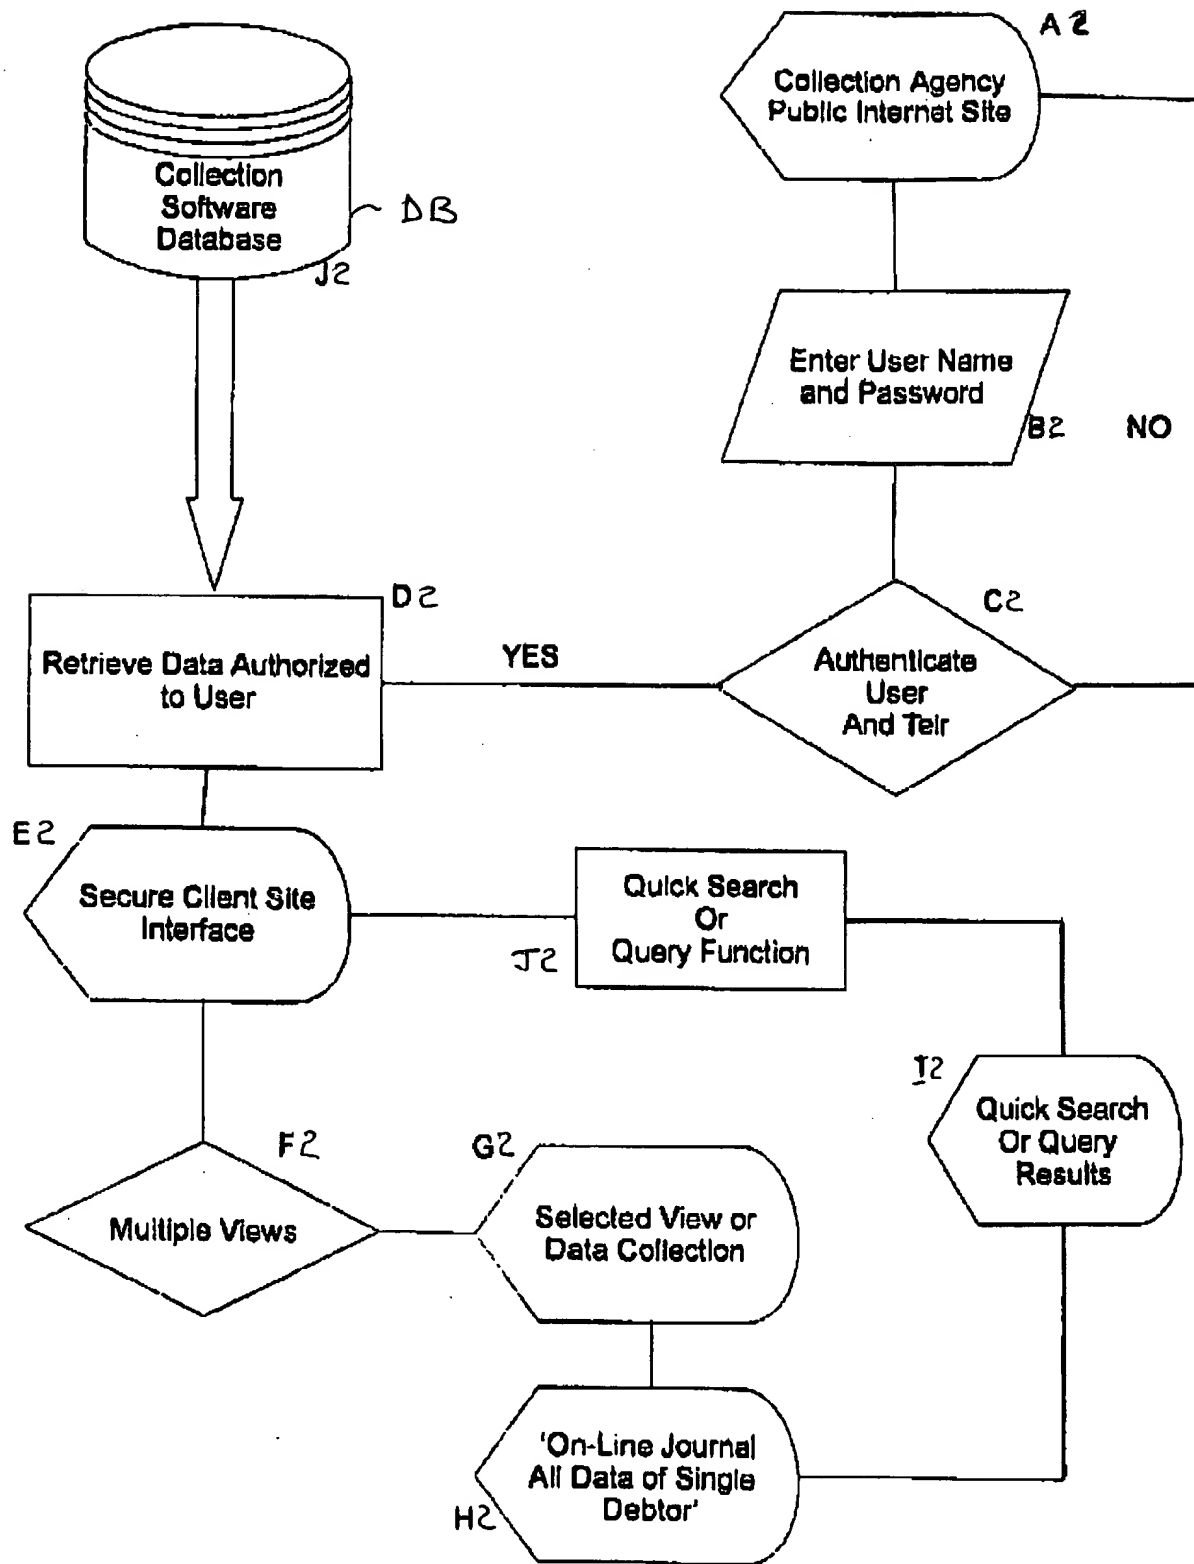 A2
Collection Agency
Public Internet Site
Collection
Software
Database
DB
J2
Enter User Name
and Password
B2
NO
D2
C2
Retrieve Data Authorized
to User
YES
Authenticate
User
And Teir
E2
Secure Client Site
Interface
Quick Search
Or
Query Function
J2
I2
Quick Search
Or Query
Results
F2
Multiple Views
G2
Selected View or
Data Collection
'On-Line Journal
All Data of Single
Debtor'
H2